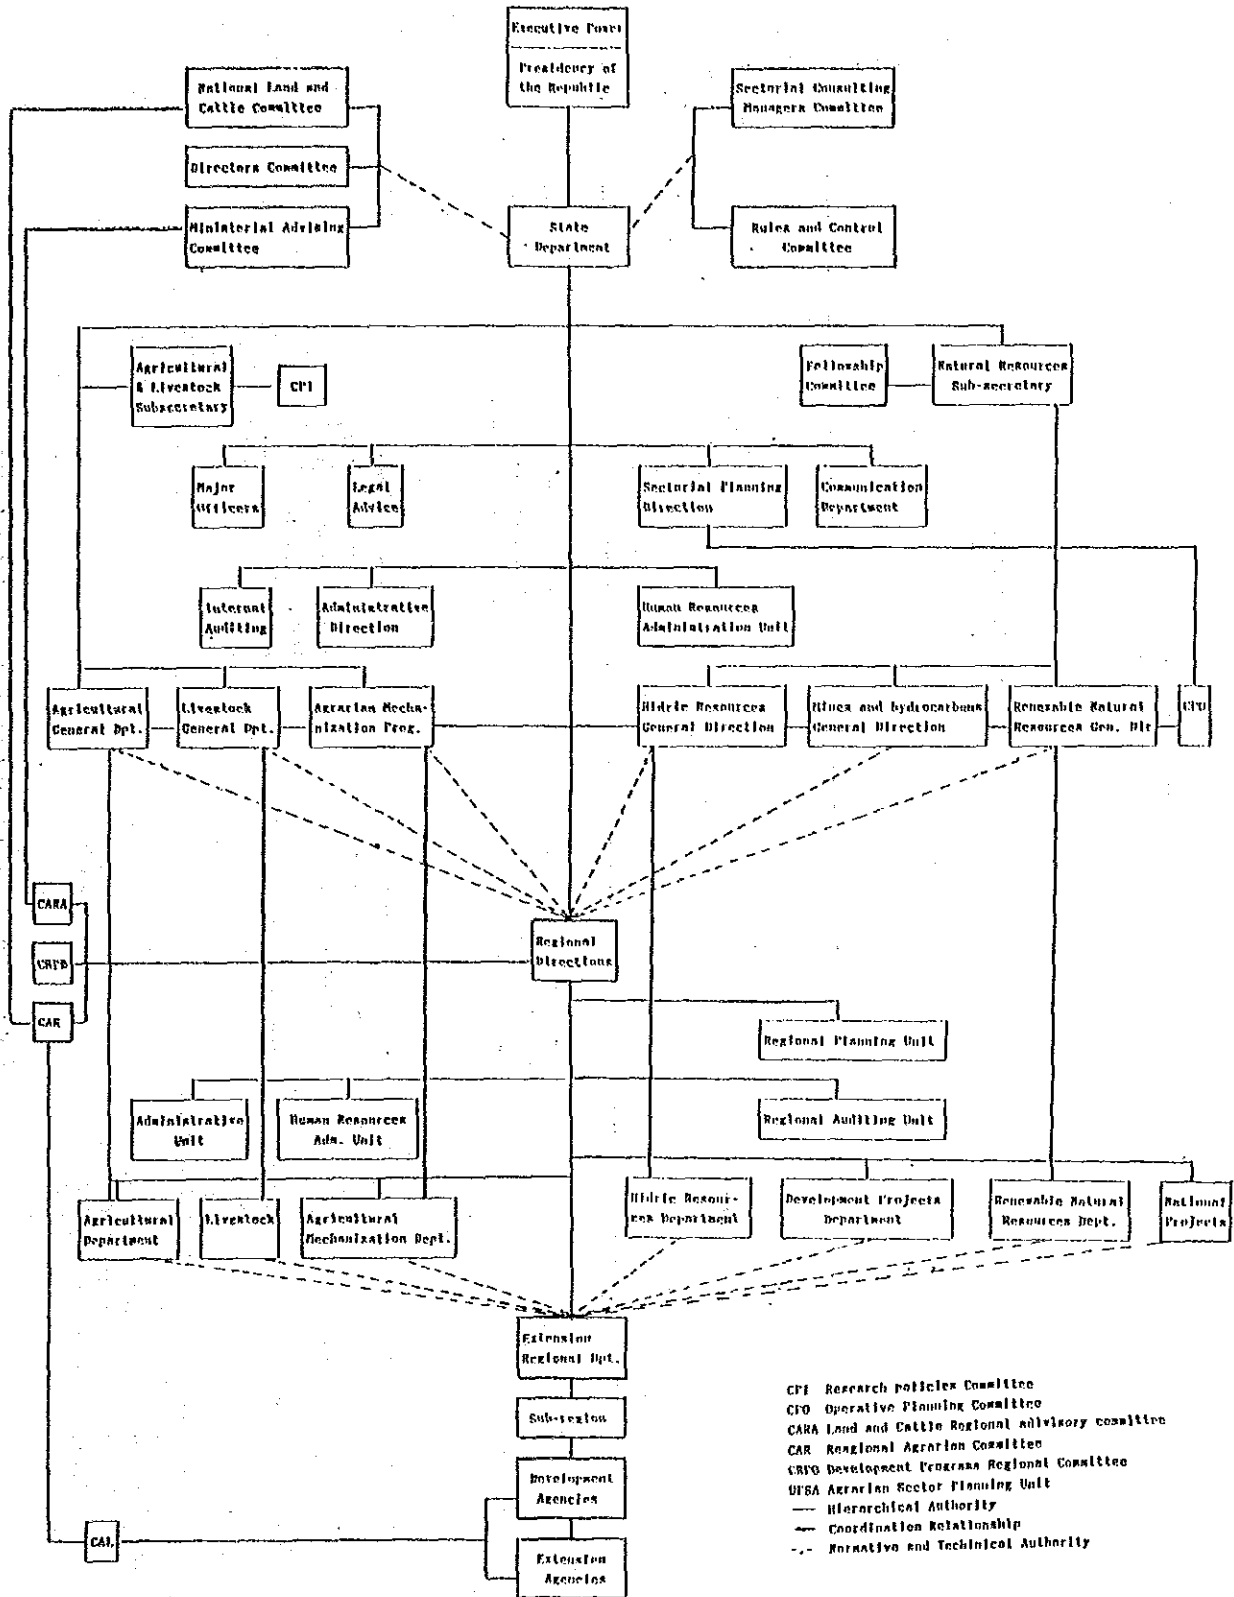 Executive Power
Presidency of
the Republic
National Land and
Cattle Committee
Sectorial Consulting
Managers Committee
Directors Committee
Ministerial Advising
Committee
State
Department
Rules and Control
Committee
Agricultural
& Livestock
Subsecretary
CPI
Fellowship
Committee
Natural Resources
Sub-secretary
Major
Officers
Legal
Advice
Sectorial Planning
Direction
Communication
Department
Internal
Auditing
Administrative
Direction
Human Resources
Administration Unit
Agricultural
General Dpt.
Livestock
General Dpt.
Agrarian Mecha-
nization Prog.
Hidric Resources
General Direction
Mines and hydrocarbons
General Direction
Renewable Natural
Resources Gen. Dir
CPO
CARA
CRPD
CAR
Regional
Directions
Regional Planning Unit
Administrative
Unit
Human Resources
Adm. Unit
Regional Auditing Unit
Agricultural
Department
Livestock
Agricultural
Mechanization Dept.
Hidric Resour-
ces Department
Development Projects
Department
Renewable Natural
Resources Dept.
National
Projects
Extension
Regional Dpt.
Sub-region
Development
Agencies
CAL
Extension
Agencies
CPI Research policies Committee
CPO Operative Planning Committee
CARA Land and Cattle Regional advisory committee
CAR Reagional Agrarian Committee
CRPD Development Programs Regional Committee
UPSA Agrarian Sector Planning Unit
Hierarchical Authority
Coordination Relationship
Normative and Techinical Authority